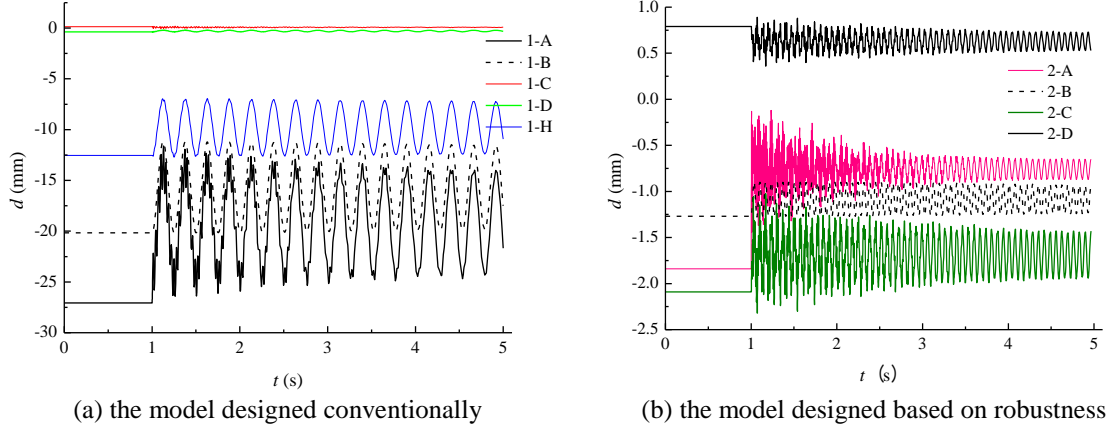 0
-5
-10
-15
-20
-25
-30
d (mm)
0 1 2 3 4 5
t (s)
1-A
1-B
1-C
1-D
1-H
(a) the model designed conventionally
1.0
0.5
0.0
-0.5
-1.0
-1.5
-2.0
-2.5
d (mm)
0 1 2 3 4 5
t (s)
2-A
2-B
2-C
2-D
(b) the model designed based on robustness